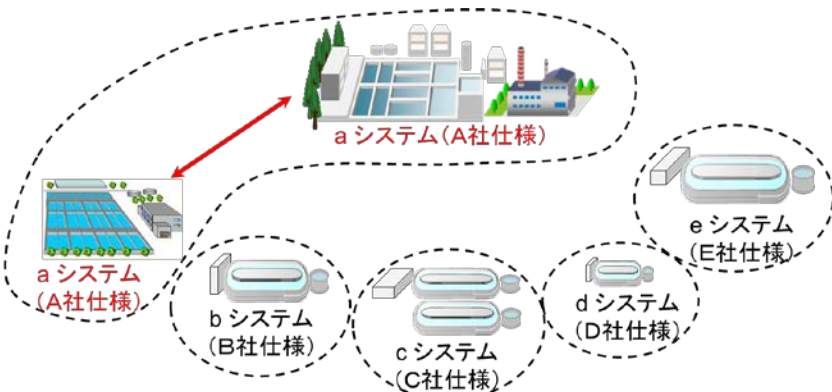 a システム(A社仕様)
a システム
(A社仕様)
b システム
(B社仕様)
c システム
(C社仕様)
d システム
(D社仕様)
e システム
(E社仕様)